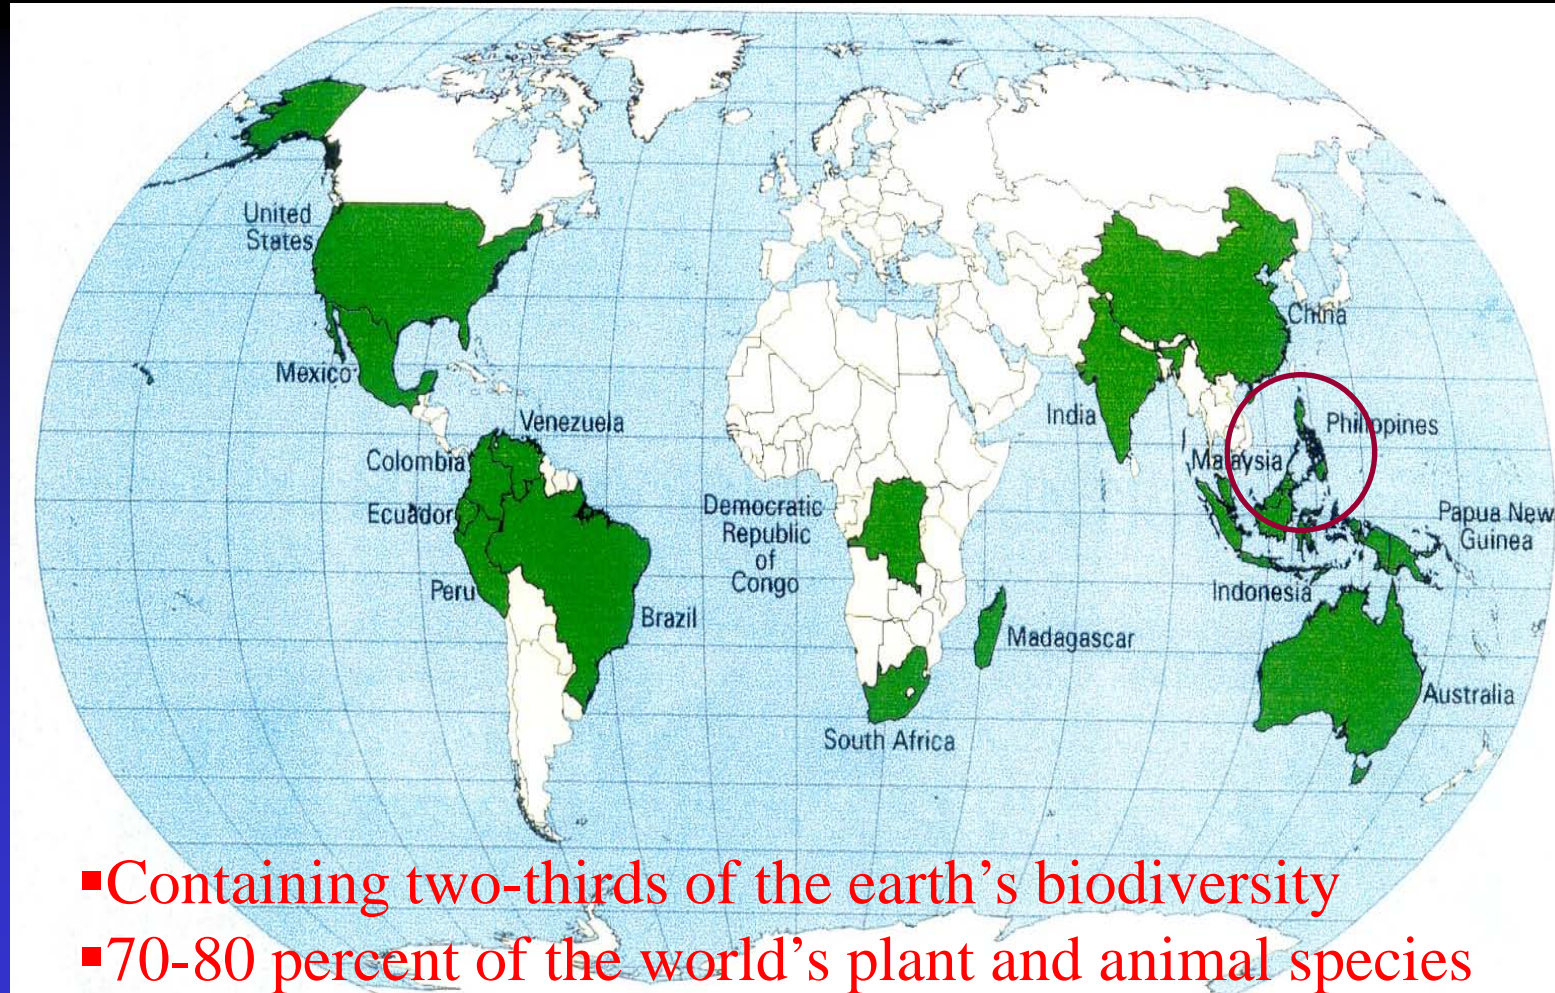 United
States
China
Mexico
Venezuela
India
Philippines
Colombia
Malaysia
Ecuador
Democratic
Republic
of
Congo
Papua New
Guinea
Peru
Indonesia
Brazil
Madagascar
Australia
South Africa
▪Containing two-thirds of the earth’s biodiversity
▪70-80 percent of the world’s plant and animal species